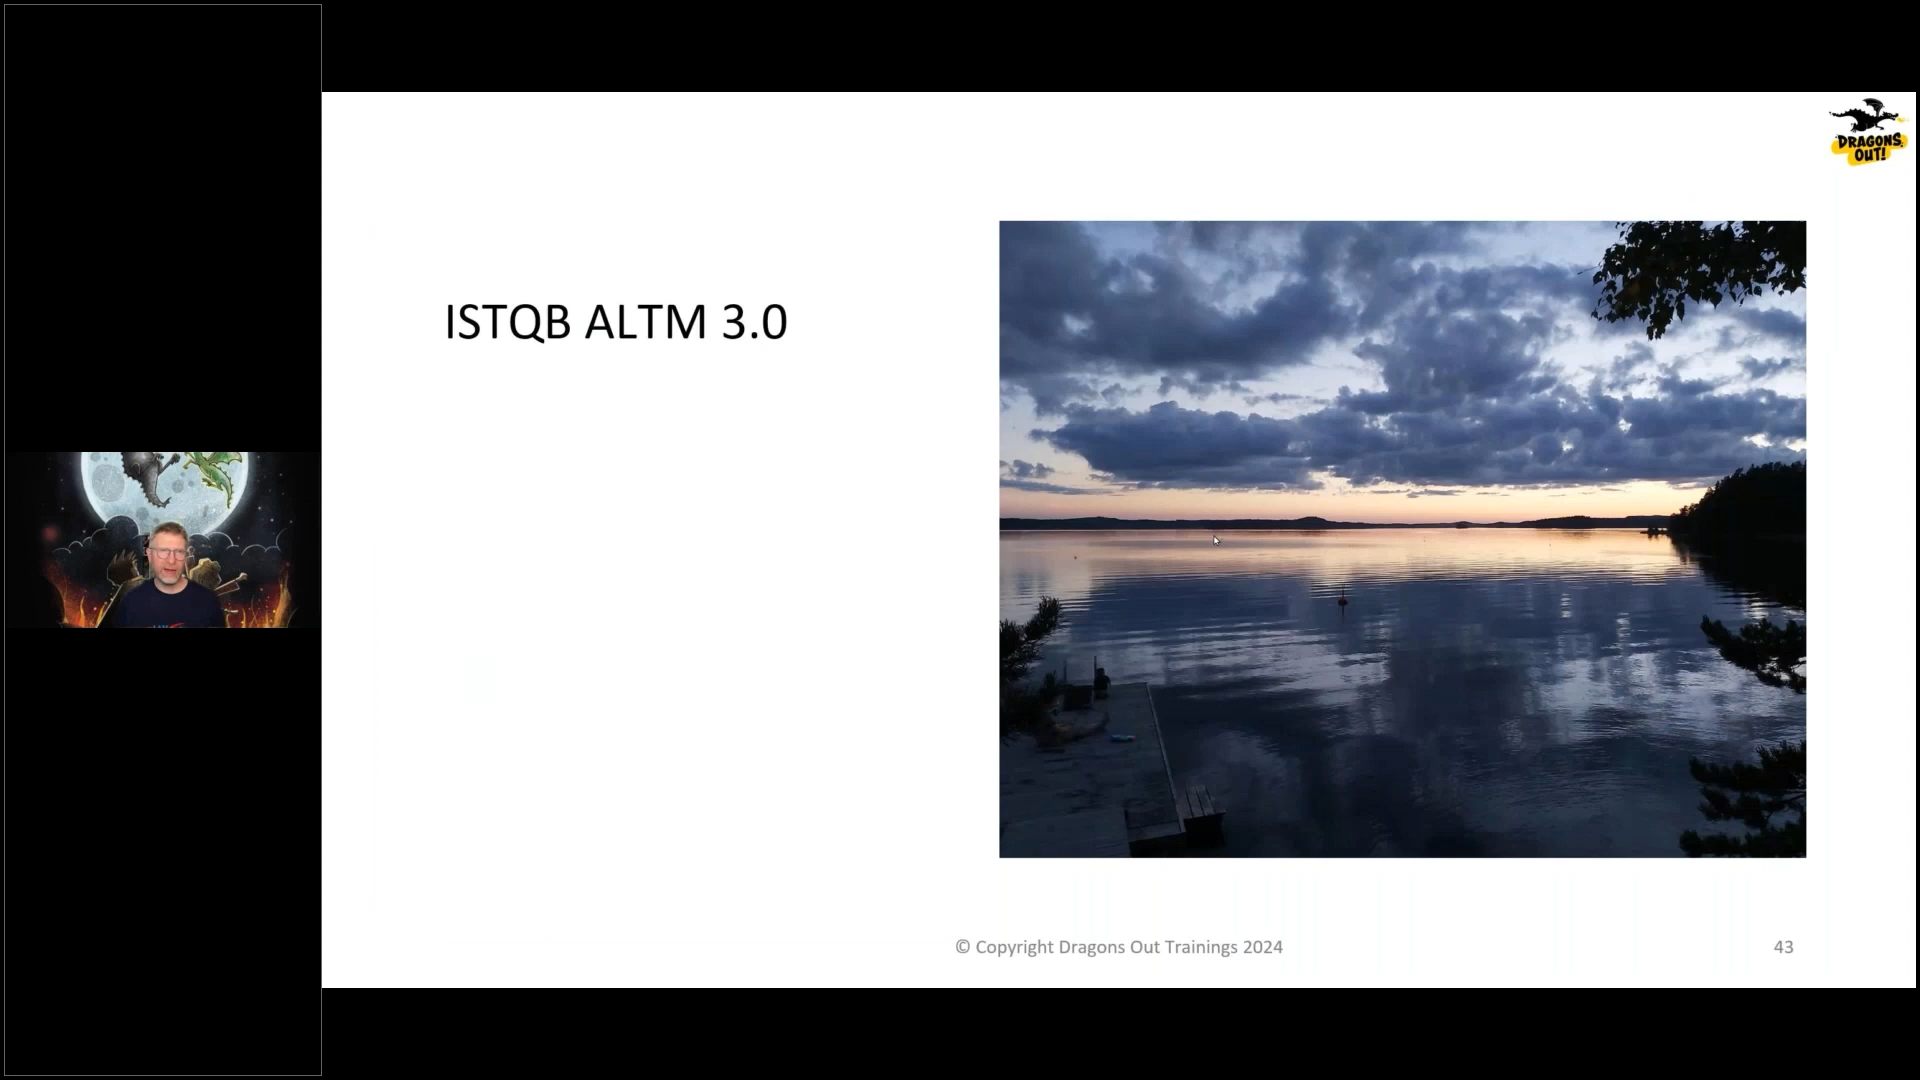 DRAGONS
OUT!
ISTQB ALTM 3.0
© Copyright Dragons Out Trainings 2024
43